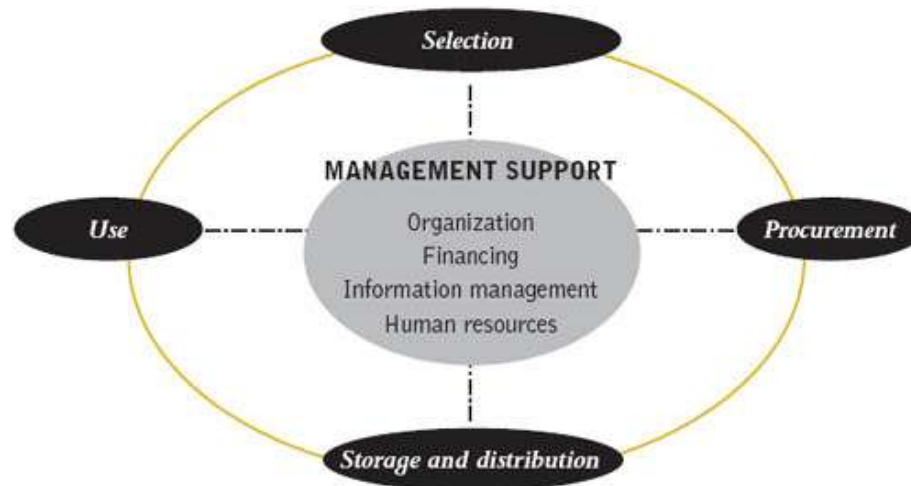 Selection
MANAGEMENT SUPPORT
Use
Organization
Procurement
Financing
Information management
Human resources
Storage and distribution